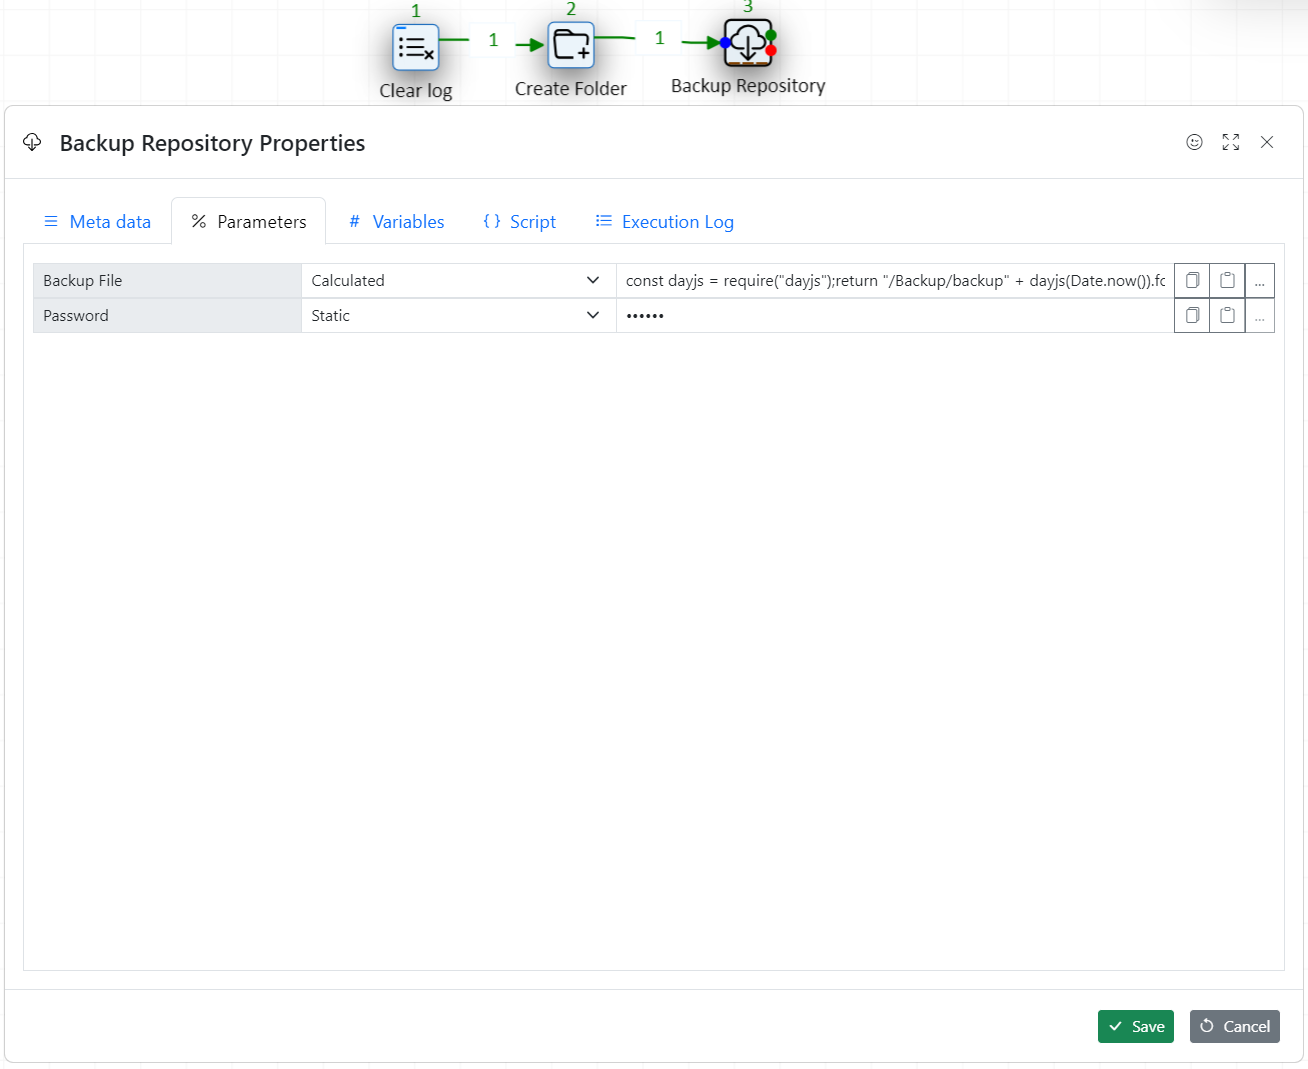 1 2 3
1 1
Clear log Create Folder Backup Repository
Backup Repository Properties
Meta data % Parameters # Variables {} Script Execution Log
Backup File Calculated const dayjs = require("dayjs");return "/Backup/backup" + dayjs(Date.now()).fc ...
Password Static •••••• ...
Save Cancel